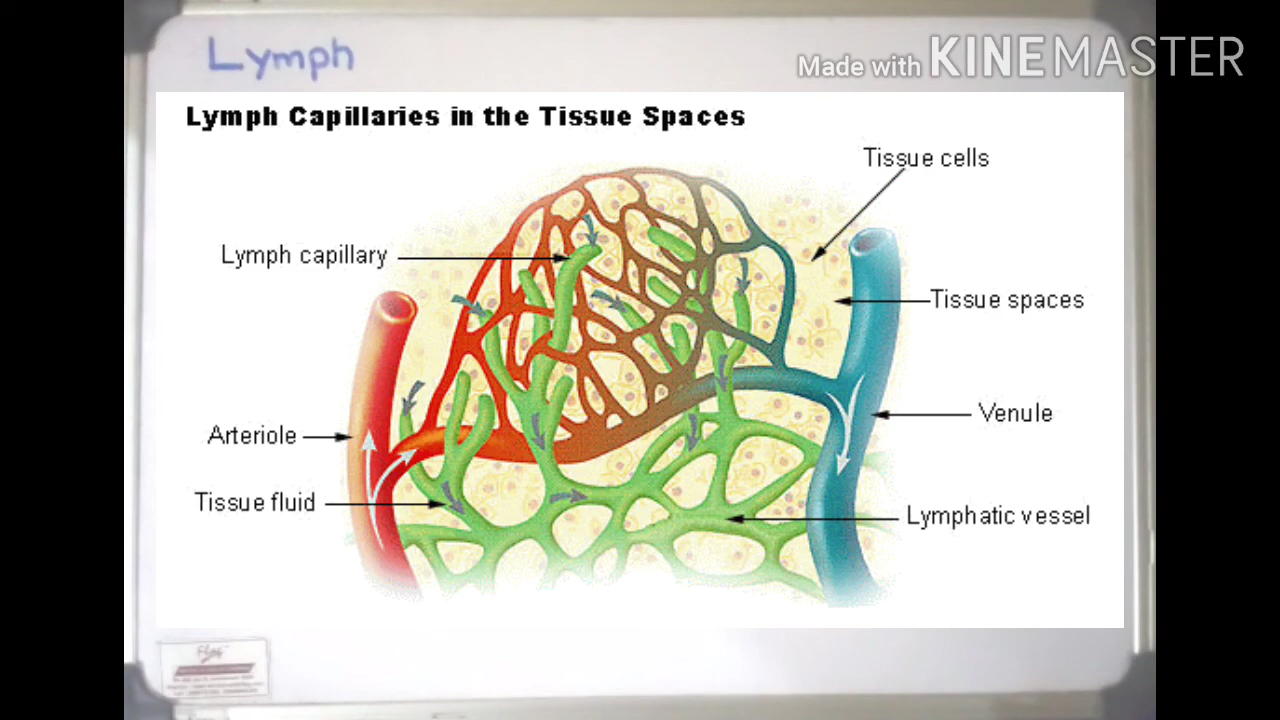 Lymph
Made with KINEMASTER
Lymph Capillaries in the Tissue Spaces
Tissue cells
Lymph capillary
Tissue spaces
Arteriole
Venule
Tissue fluid
Lymphatic vessel